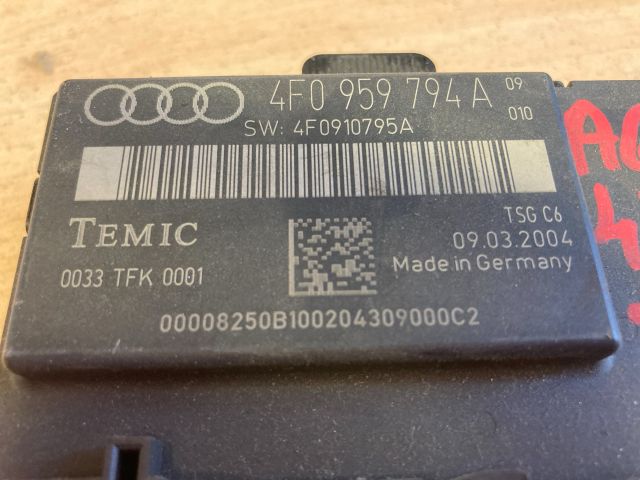 4F0 959 794 A 09
010
SW: 4F0910795A
TSG C6
TEMIC
09.03.2004
Made in Germany
0033 TFK 0001
00008250B100204309000C2